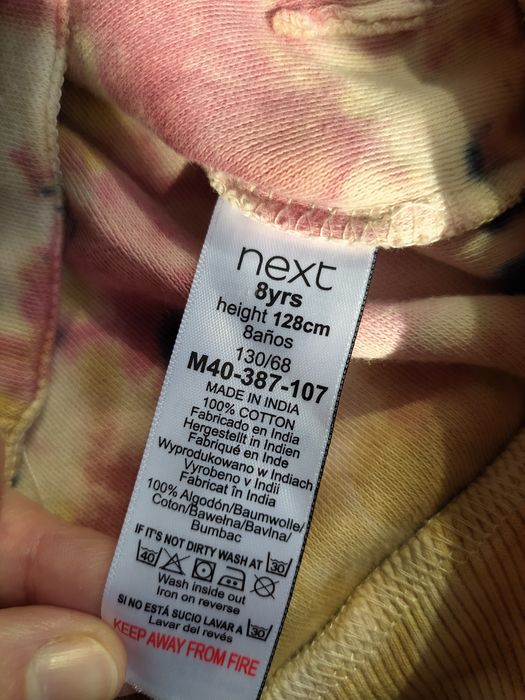 next
8yrs
height 128cm
8años
130/68
M40-387-107
MADE IN INDIA
100% COTTON
Fabricado en India
Hergestellt in Indien
Fabriqué en Inde
Wyprodukowano w Indiach
Vyrobeno v Indii
Fabricat în India
100% Algodón/Baumwolle/
Coton/Bawełna/Bavlna/
Bumbac
IF IT'S NOT DIRTY WASH AT 30
40
Wash inside out
Iron on reverse
SI NO ESTÁ SUCIO LAVAR A 30
Lavar del revés
KEEP AWAY FROM FIRE